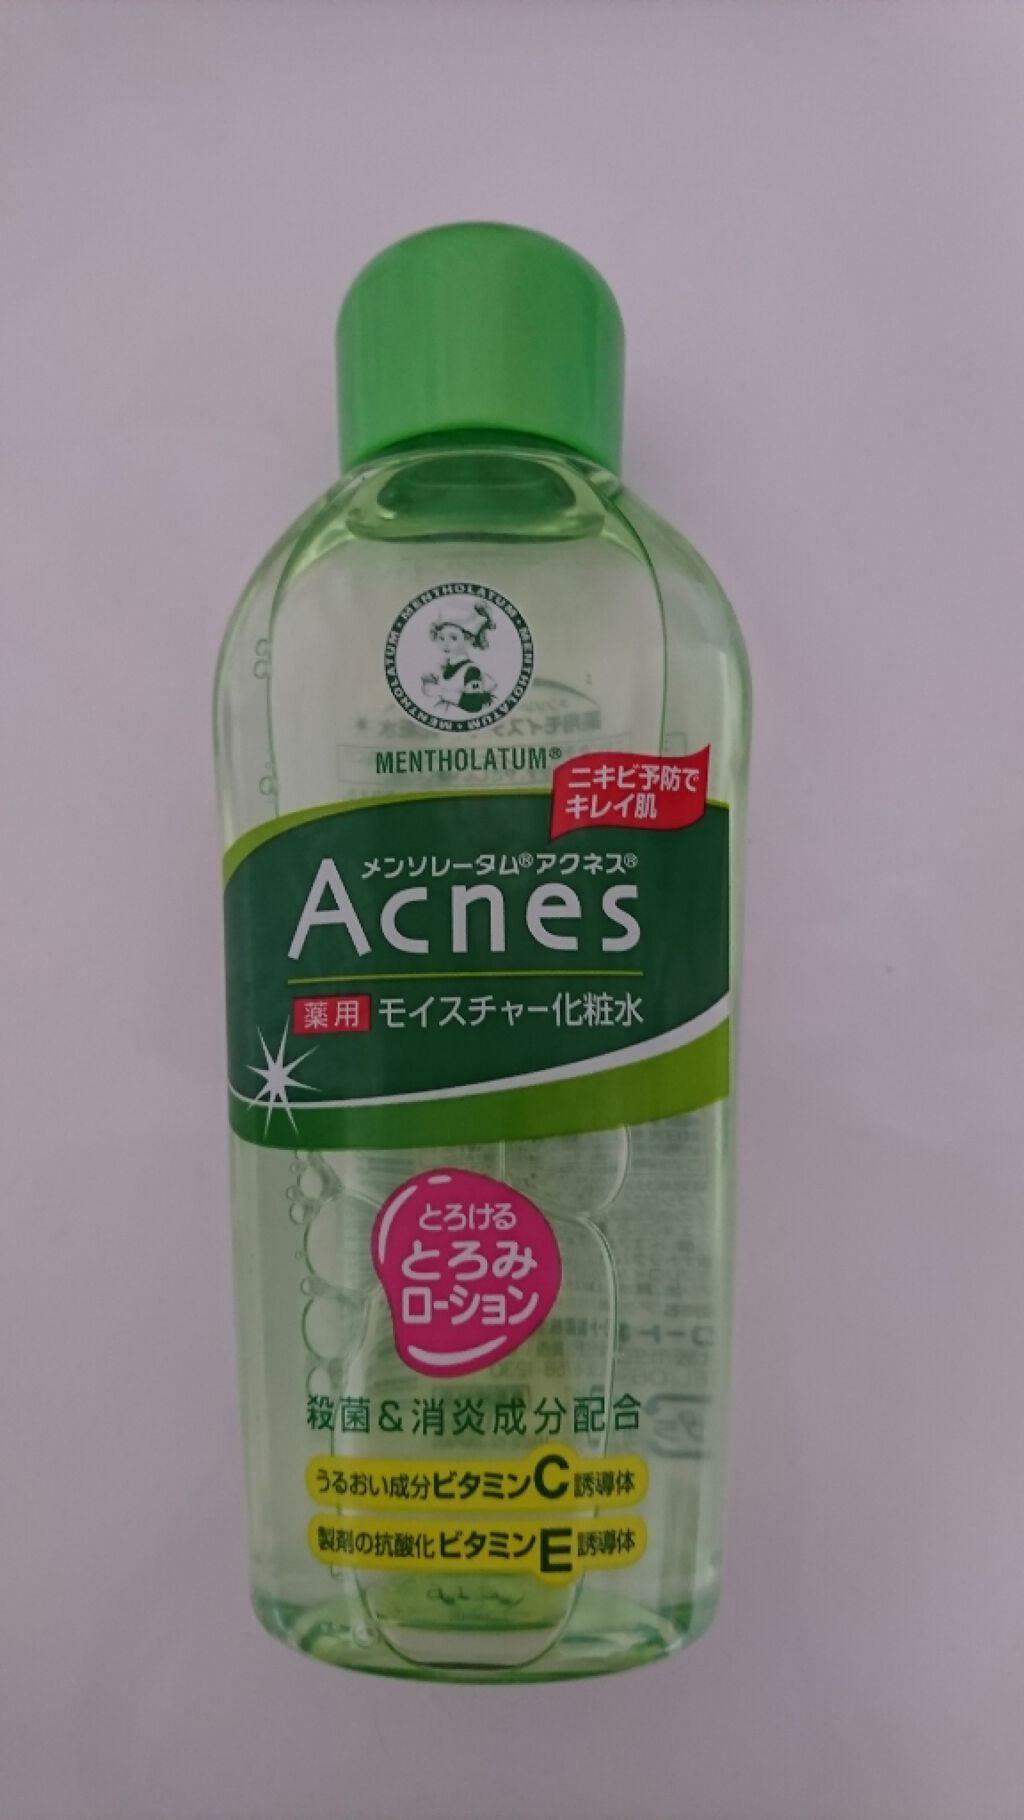 MENTHOLATUM • MENTHOLATUM • MENTHOLATUM • MENTHOLATUM •
MENTHOLATUM®
ニキビ予防で
キレイ肌
メンソレータム®アクネス®
Acnes
薬用 モイスチャー化粧水
とろける
とろみ
ローション
殺菌&消炎成分配合
うるおい成分ビタミンC誘導体
製剤の抗酸化ビタミンE誘導体